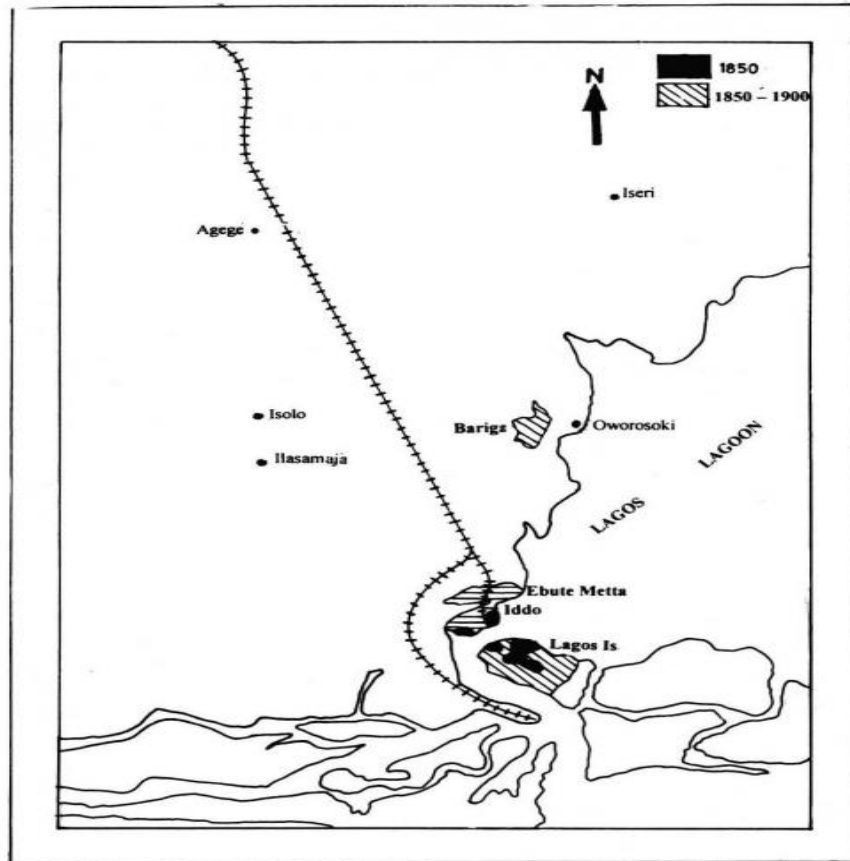 N
1850
1850 – 1900
Iseri
Agege
Isolo
Bariga
Oworosoki
Ilasamaja
LAGOS LAGOON
Ebute Metta
Iddo
Lagos Is